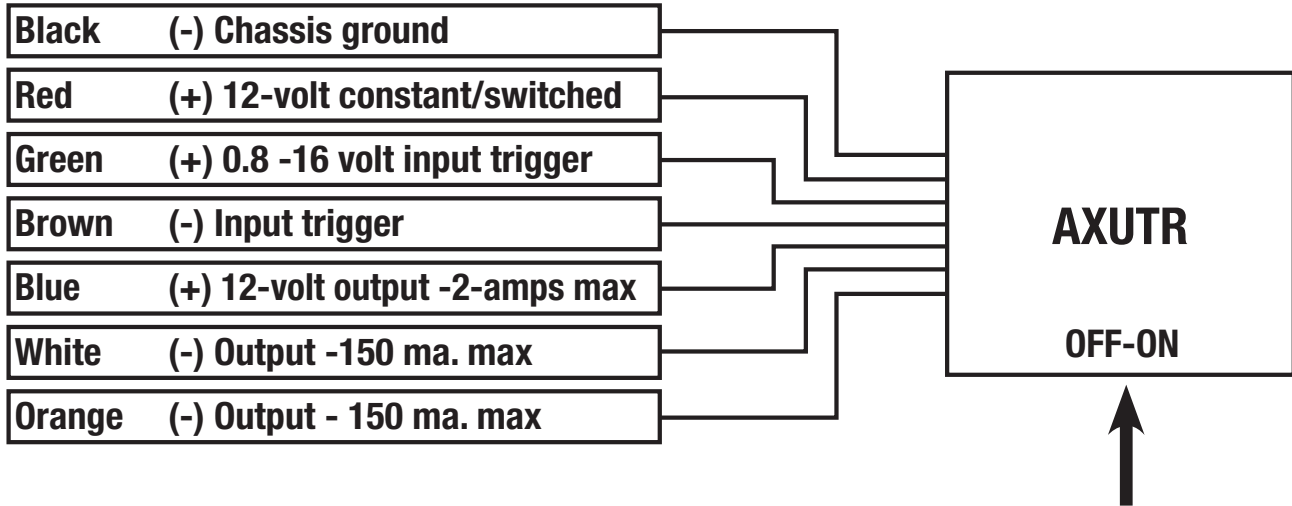 Black (-) Chassis ground
Red (+) 12-volt constant/switched
Green (+) 0.8 -16 volt input trigger
Brown (-) Input trigger
Blue (+) 12-volt output -2-amps max
White (-) Output -150 ma. max
Orange (-) Output - 150 ma. max
AXUTR
OFF-ON